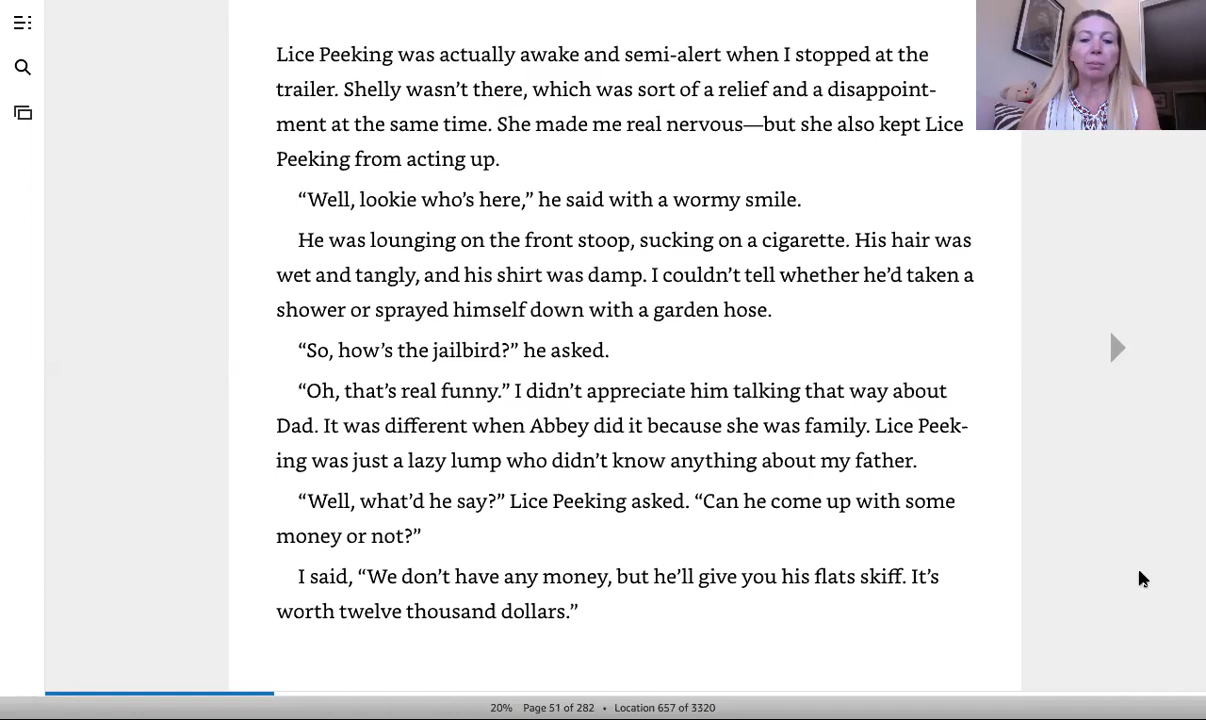 Lice Peeking was actually awake and semi-alert when I stopped at the
trailer. Shelly wasn’t there, which was sort of a relief and a disappoint-
ment at the same time. She made me real nervous—but she also kept Lice
Peeking from acting up.
“Well, lookie who’s here,” he said with a wormy smile.
He was lounging on the front stoop, sucking on a cigarette. His hair was
wet and tangly, and his shirt was damp. I couldn’t tell whether he’d taken a
shower or sprayed himself down with a garden hose.
“So, how’s the jailbird?” he asked.
“Oh, that’s real funny.” I didn’t appreciate him talking that way about
Dad. It was different when Abbey did it because she was family. Lice Peek-
ing was just a lazy lump who didn’t know anything about my father.
“Well, what’d he say?” Lice Peeking asked. “Can he come up with some
money or not?”
I said, “We don’t have any money, but he’ll give you his flats skiff. It’s
worth twelve thousand dollars.”
20% Page 51 of 282 • Location 657 of 3320